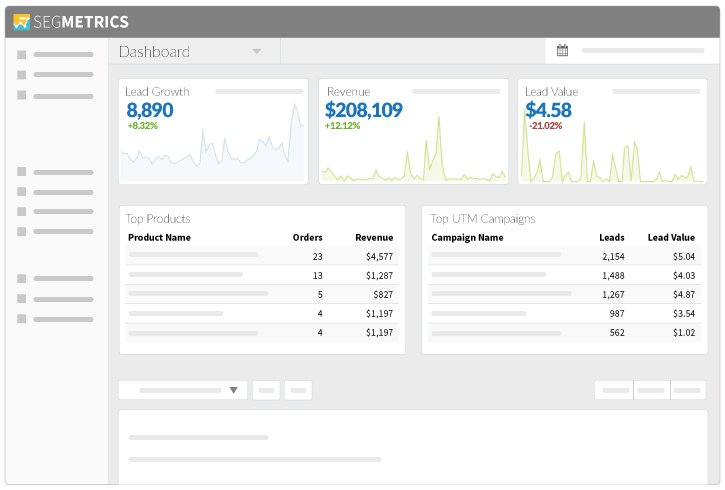 SEGMETRICS
Dashboard
Lead Growth
8,890
+8.32%
Revenue
$208,109
+12.12%
Lead Value
$4.58
-21.02%
Top Products
Product Name Orders Revenue
23 $4,577
13 $1,287
5 $827
4 $1,197
4 $1,197
Top UTM Campaigns
Campaign Name Leads Lead Value
2,154 $5.04
1,488 $4.03
1,267 $4.87
987 $3.54
562 $1.02